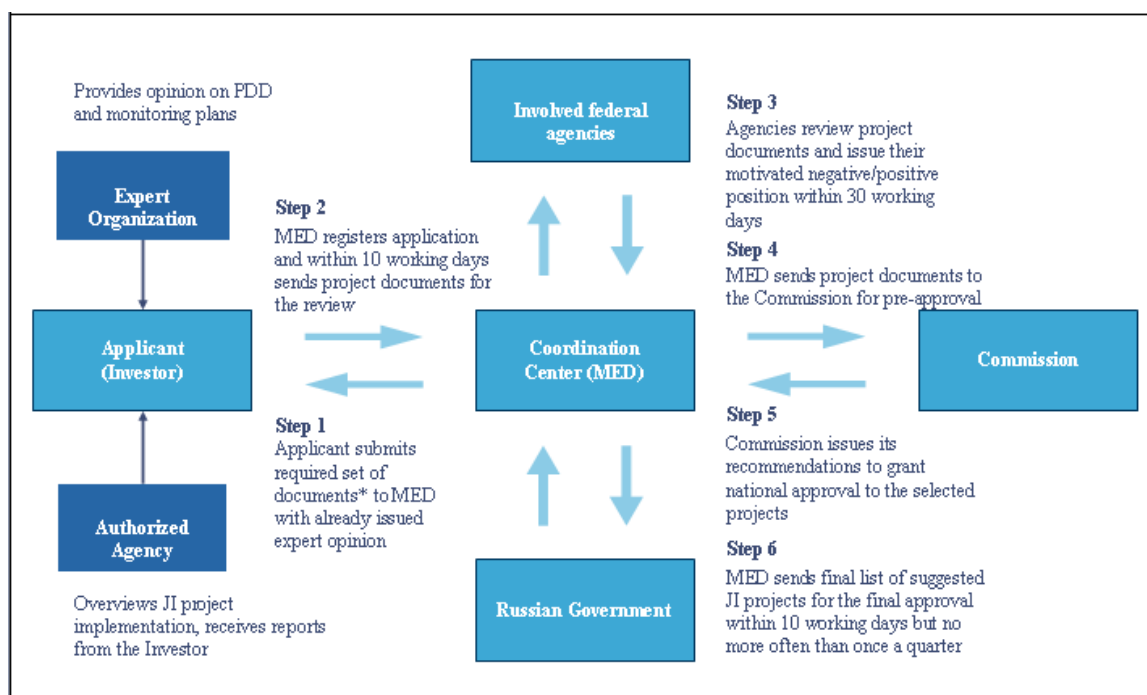 Provides opinion on PDD
and monitoring plans
Expert
Organization
Applicant
(Investor)
Authorized
Agency
Overviews JI project
implementation, receives reports
from the Investor
Step 2
MED registers application
and within 10 working days
sends project documents for
the review
Step 1
Applicant submits
required set of
documents* to MED
with already issued
expert opinion
Involved federal
agencies
Coordination
Center (MED)
Russian Government
Step 3
Agencies review project
documents and issue their
motivated negative/positive
position within 30 working
days
Step 4
MED sends project documents to
the Commission for pre-approval
Commission
Step 5
Commission issues its
recommendations to grant
national approval to the selected
projects
Step 6
MED sends final list of suggested
JI projects for the final approval
within 10 working days but no
more often than once a quarter